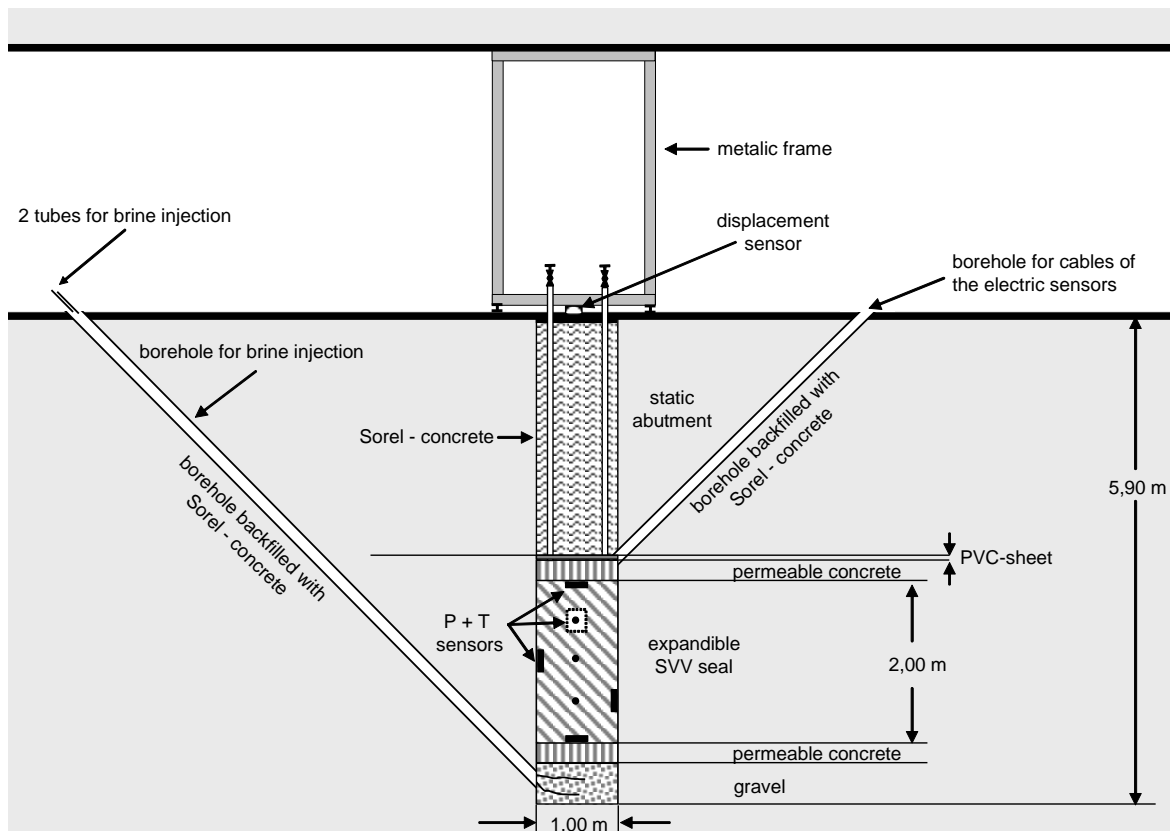 metalic frame
2 tubes for brine injection
displacement
sensor
borehole for cables of
the electric sensors
borehole for brine injection
static
abutment
Sorel - concrete
borehole backfilled with
Sorel - concrete
borehole backfilled with
Sorel - concrete
5,90 m
PVC-sheet
permeable concrete
P + T
sensors
expandible
SVV seal
2,00 m
permeable concrete
gravel
1,00 m